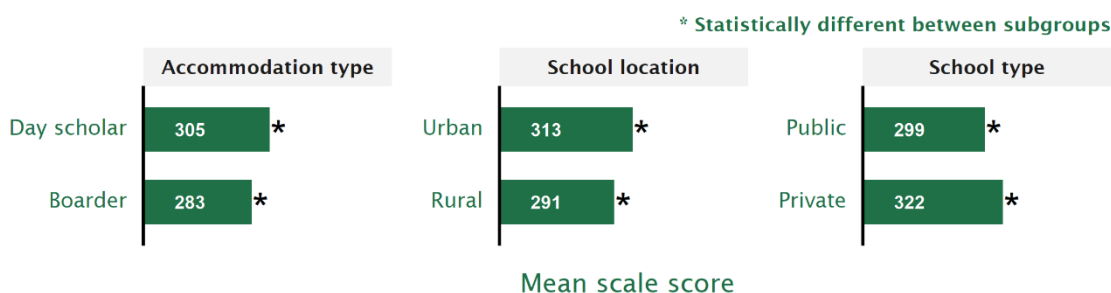 * Statistically different between subgroups
Accommodation type
Day scholar 305 *
Boarder 283 *
School location
Urban 313 *
Rural 291 *
School type
Public 299 *
Private 322 *
Mean scale score